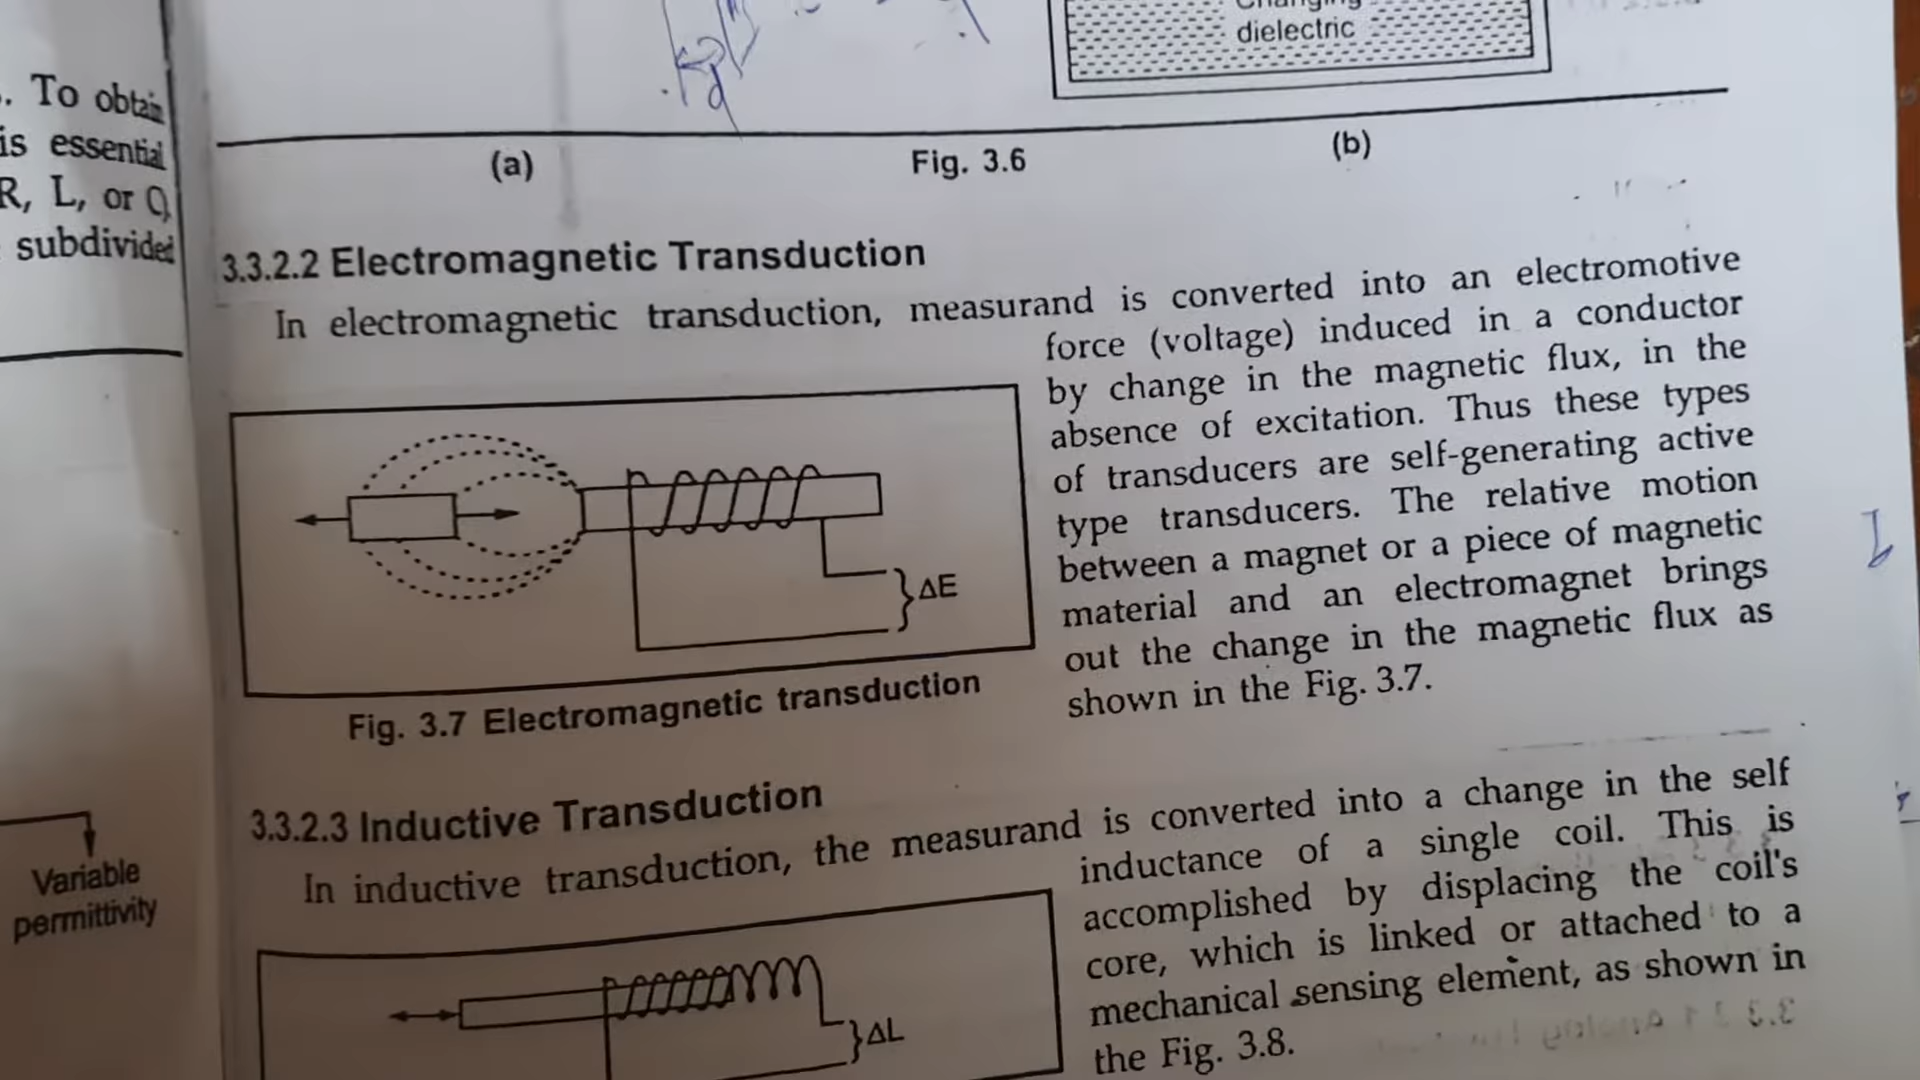 . To obtain
is essential
R, L, or C)
subdivided
Variable
permittivity
dielectric
(a)
Fig. 3.6
(b)
3.3.2.2 Electromagnetic Transduction
In electromagnetic transduction, measurand is converted into an electromotive
force (voltage) induced in a conductor
by change in the magnetic flux, in the
absence of excitation. Thus these types
of transducers are self-generating active
type transducers. The relative motion
between a magnet or a piece of magnetic
material and an electromagnet brings
out the change in the magnetic flux as
shown in the Fig. 3.7.
ΔE
Fig. 3.7 Electromagnetic transduction
3.3.2.3 Inductive Transduction
In inductive transduction, the measurand is converted into a change in the self
inductance of a single coil. This is
accomplished by displacing the coil's
core, which is linked or attached to a
mechanical sensing element, as shown in
the Fig. 3.8.
ΔL